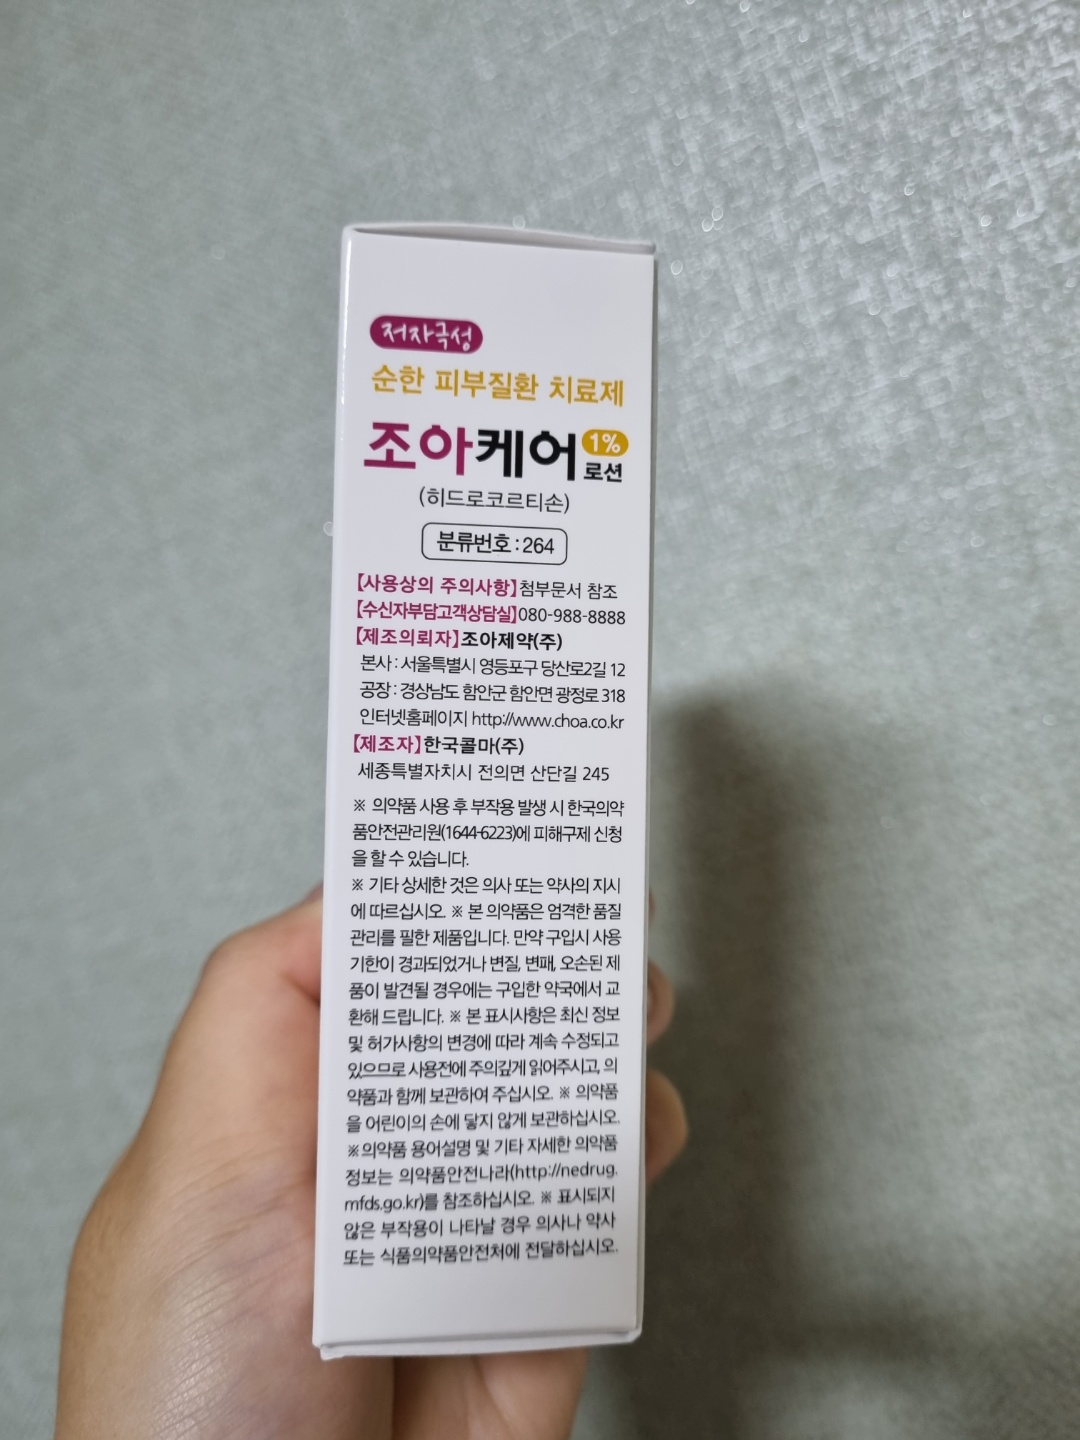 저자극성
순한 피부질환 치료제
조아케어 1% 로션
(히드로코르티손)
분류번호 : 264
【사용상의 주의사항】첨부문서 참조
【수신자부담고객상담실】080-988-8888
【제조의뢰자】조아제약(주)
본사 : 서울특별시 영등포구 당산로2길 12
공장 : 경상남도 함안군 함안면 광정로 318
인터넷홈페이지 http://www.choa.co.kr
【제조자】한국콜마(주)
세종특별자치시 전의면 산단길 245
※ 의약품 사용 후 부작용 발생 시 한국의약
품안전관리원(1644-6223)에 피해구제 신청
을 할 수 있습니다.
※ 기타 상세한 것은 의사 또는 약사의 지시
에 따르십시오. ※ 본 의약품은 엄격한 품질
관리를 필한 제품입니다. 만약 구입시 사용
기한이 경과되었거나 변질, 변패, 오손된 제
품이 발견될 경우에는 구입한 약국에서 교
환해 드립니다. ※ 본 표시사항은 최신 정보
및 허가사항의 변경에 따라 계속 수정되고
있으므로 사용전에 주의깊게 읽어주시고, 의
약품과 함께 보관하여 주십시오. ※ 의약품
을 어린이의 손에 닿지 않게 보관하십시오.
※ 의약품 용어설명 및 기타 자세한 의약품
정보는 의약품안전나라(http://nedrug.
mfds.go.kr)를 참조하십시오. ※ 표시되지
않은 부작용이 나타날 경우 의사나 약사
또는 식품의약품안전처에 전달하십시오.